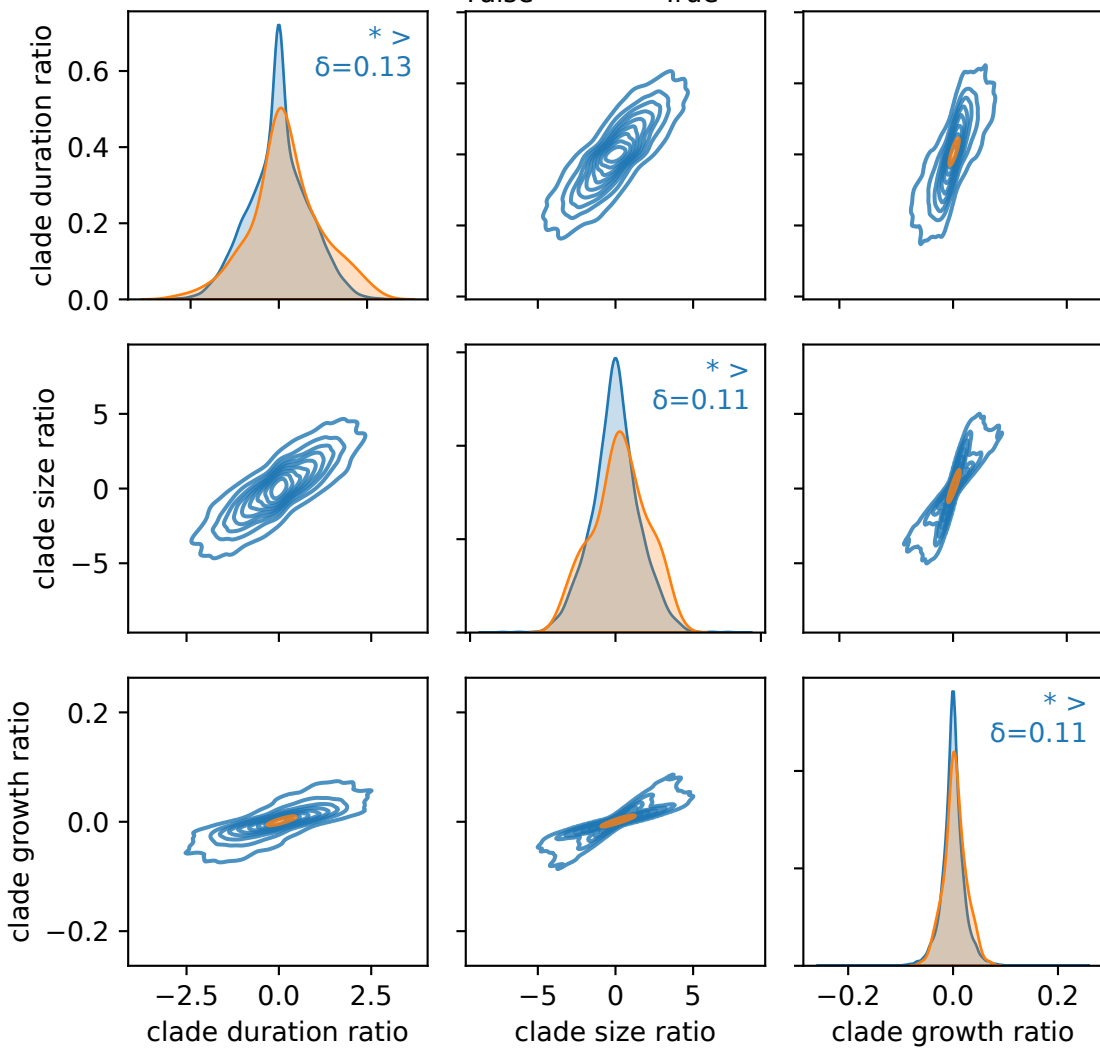 clade duration ratio
0.6
0.4
0.2
0.0
* >
δ=0.13
clade size ratio
5
0
−5
* >
δ=0.11
clade growth ratio
0.2
0.0
−0.2
* >
δ=0.11
−2.5 0.0 2.5
−5 0 5
−0.2 0.0 0.2
clade duration ratio
clade size ratio
clade growth ratio